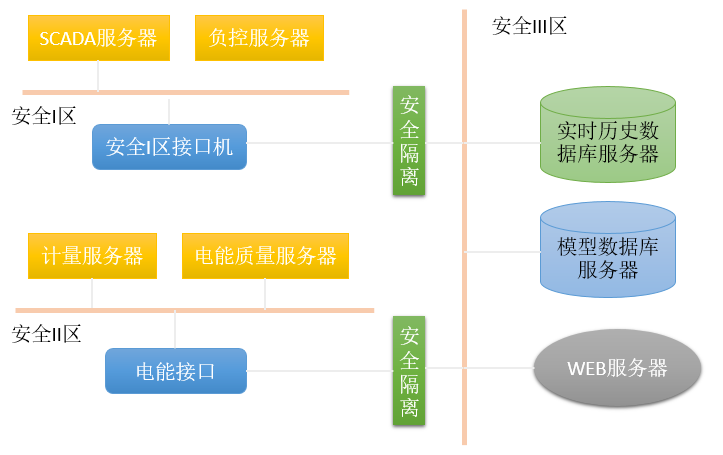 SCADA服务器
负控服务器
安全III区
安全I区
安全I区接口机
安全隔离
实时历史数
据库服务器
计量服务器
电能质量服务器
模型数据库
服务器
安全II区
电能接口
安全隔离
WEB服务器